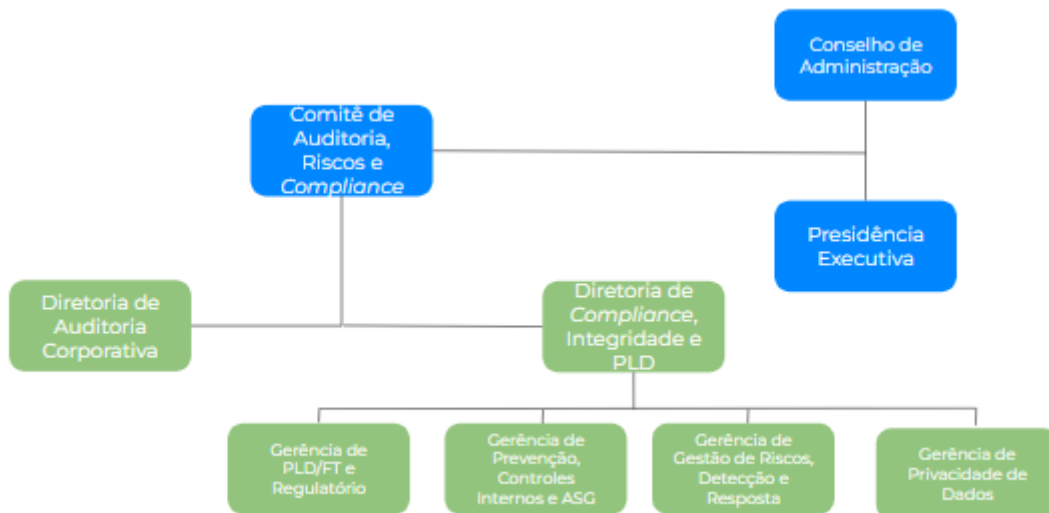 Conselho de
Administração
Comitê de
Auditoria,
Riscos e
Compliance
Presidência
Executiva
Diretoria de
Auditoria
Corporativa
Diretoria de
Compliance,
Integridade e
PLD
Gerência de
PLD/FT e
Regulatório
Gerência de
Prevenção,
Controles
Internos e ASG
Gerência de
Gestão de Riscos,
Detecção e
Resposta
Gerência de
Privacidade de
Dados